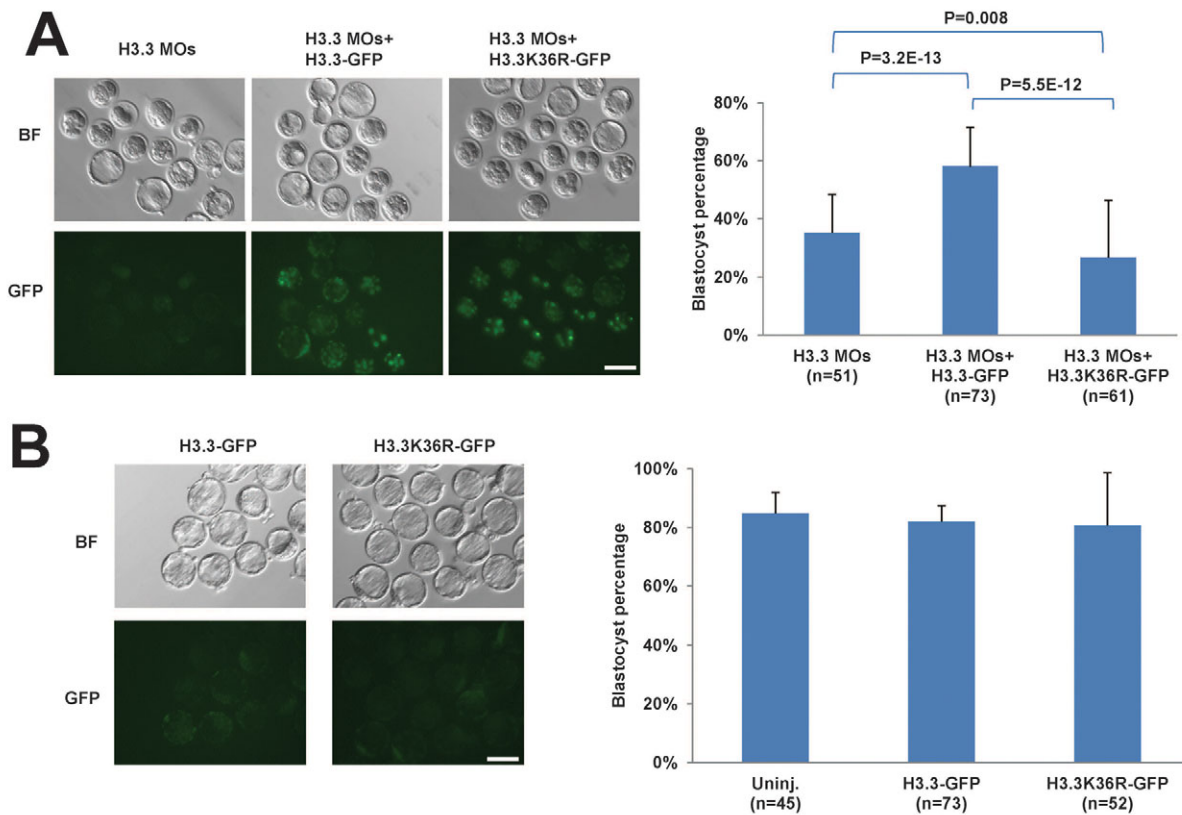 A
H3.3 MOs
H3.3 MOs+
H3.3-GFP
H3.3 MOs+
H3.3K36R-GFP
BF
GFP
P=0.008
P=3.2E-13
P=5.5E-12
Blastocyst percentage
80%
60%
40%
20%
0%
H3.3 MOs
(n=51)
H3.3 MOs+
H3.3-GFP
(n=73)
H3.3 MOs+
H3.3K36R-GFP
(n=61)
B
H3.3-GFP
H3.3K36R-GFP
BF
GFP
Blastocyst percentage
100%
80%
60%
40%
20%
0%
Uninj.
(n=45)
H3.3-GFP
(n=73)
H3.3K36R-GFP
(n=52)